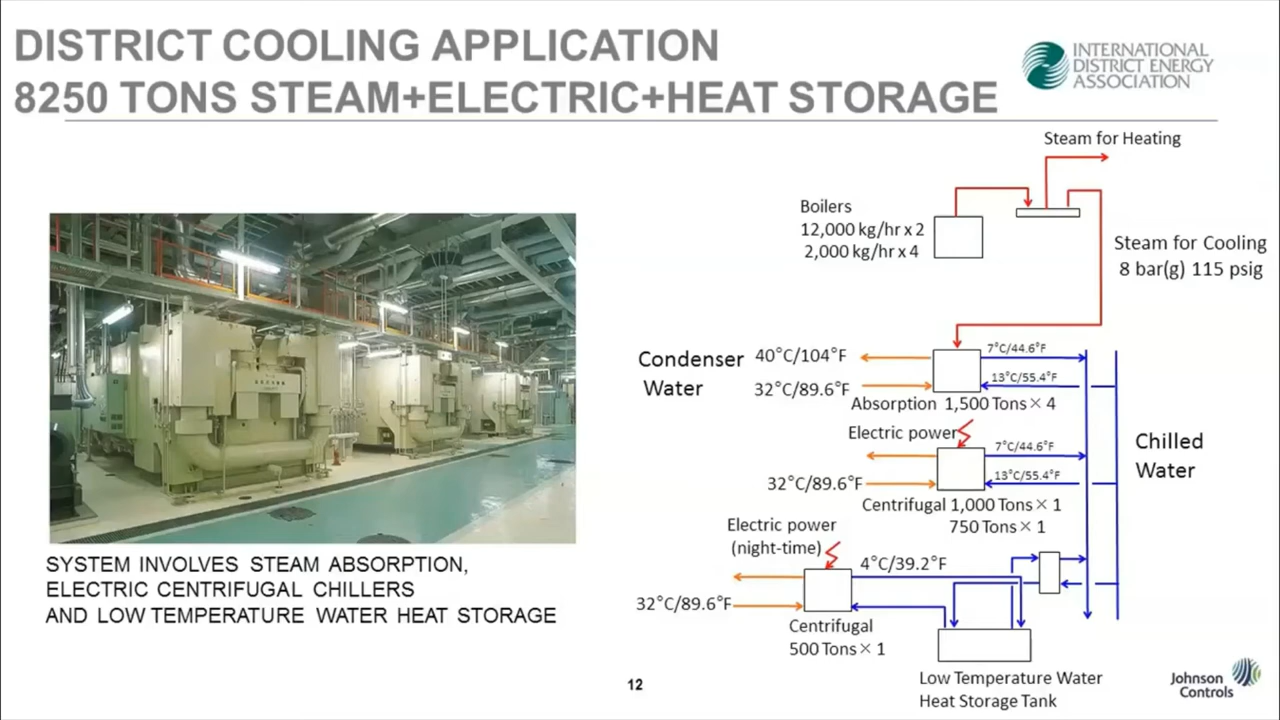 DISTRICT COOLING APPLICATION
8250 TONS STEAM+ELECTRIC+HEAT STORAGE
INTERNATIONAL
DISTRICT ENERGY
ASSOCIATION
Steam for Heating
Boilers
12,000 kg/hr x 2
2,000 kg/hr x 4
Steam for Cooling
8 bar(g) 115 psig
Condenser
Water
40°C/104°F
32°C/89.6°F
7°C/44.6°F
13°C/55.4°F
Absorption 1,500 Tons× 4
Electric power
7°C/44.6°F
13°C/55.4°F
32°C/89.6°F
Centrifugal 1,000 Tons× 1
750 Tons× 1
Chilled
Water
Electric power
(night-time)
4°C/39.2°F
32°C/89.6°F
Centrifugal
500 Tons× 1
Low Temperature Water
Heat Storage Tank
SYSTEM INVOLVES STEAM ABSORPTION,
ELECTRIC CENTRIFUGAL CHILLERS
AND LOW TEMPERATURE WATER HEAT STORAGE
12
Johnson
Controls